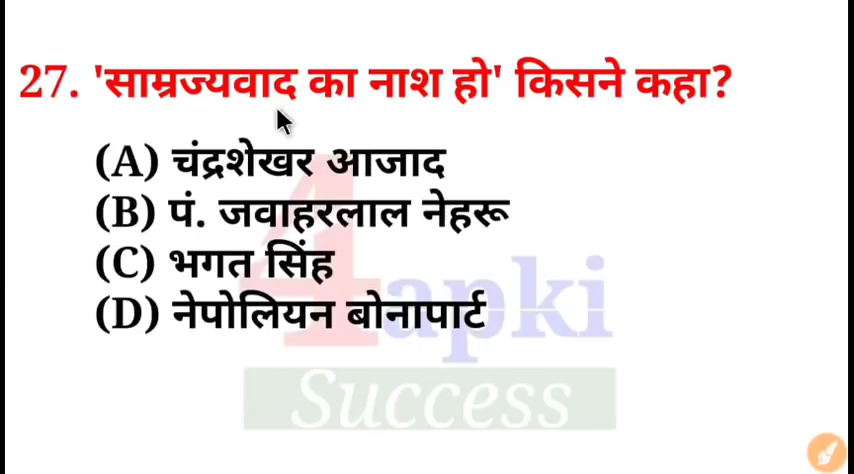 27. 'साम्रज्यवाद का नाश हो' किसने कहा?
(A) चंद्रशेखर आजाद
(B) पं. जवाहरलाल नेहरू
(C) भगत सिंह
(D) नेपोलियन बोनापार्ट
4apki
Success